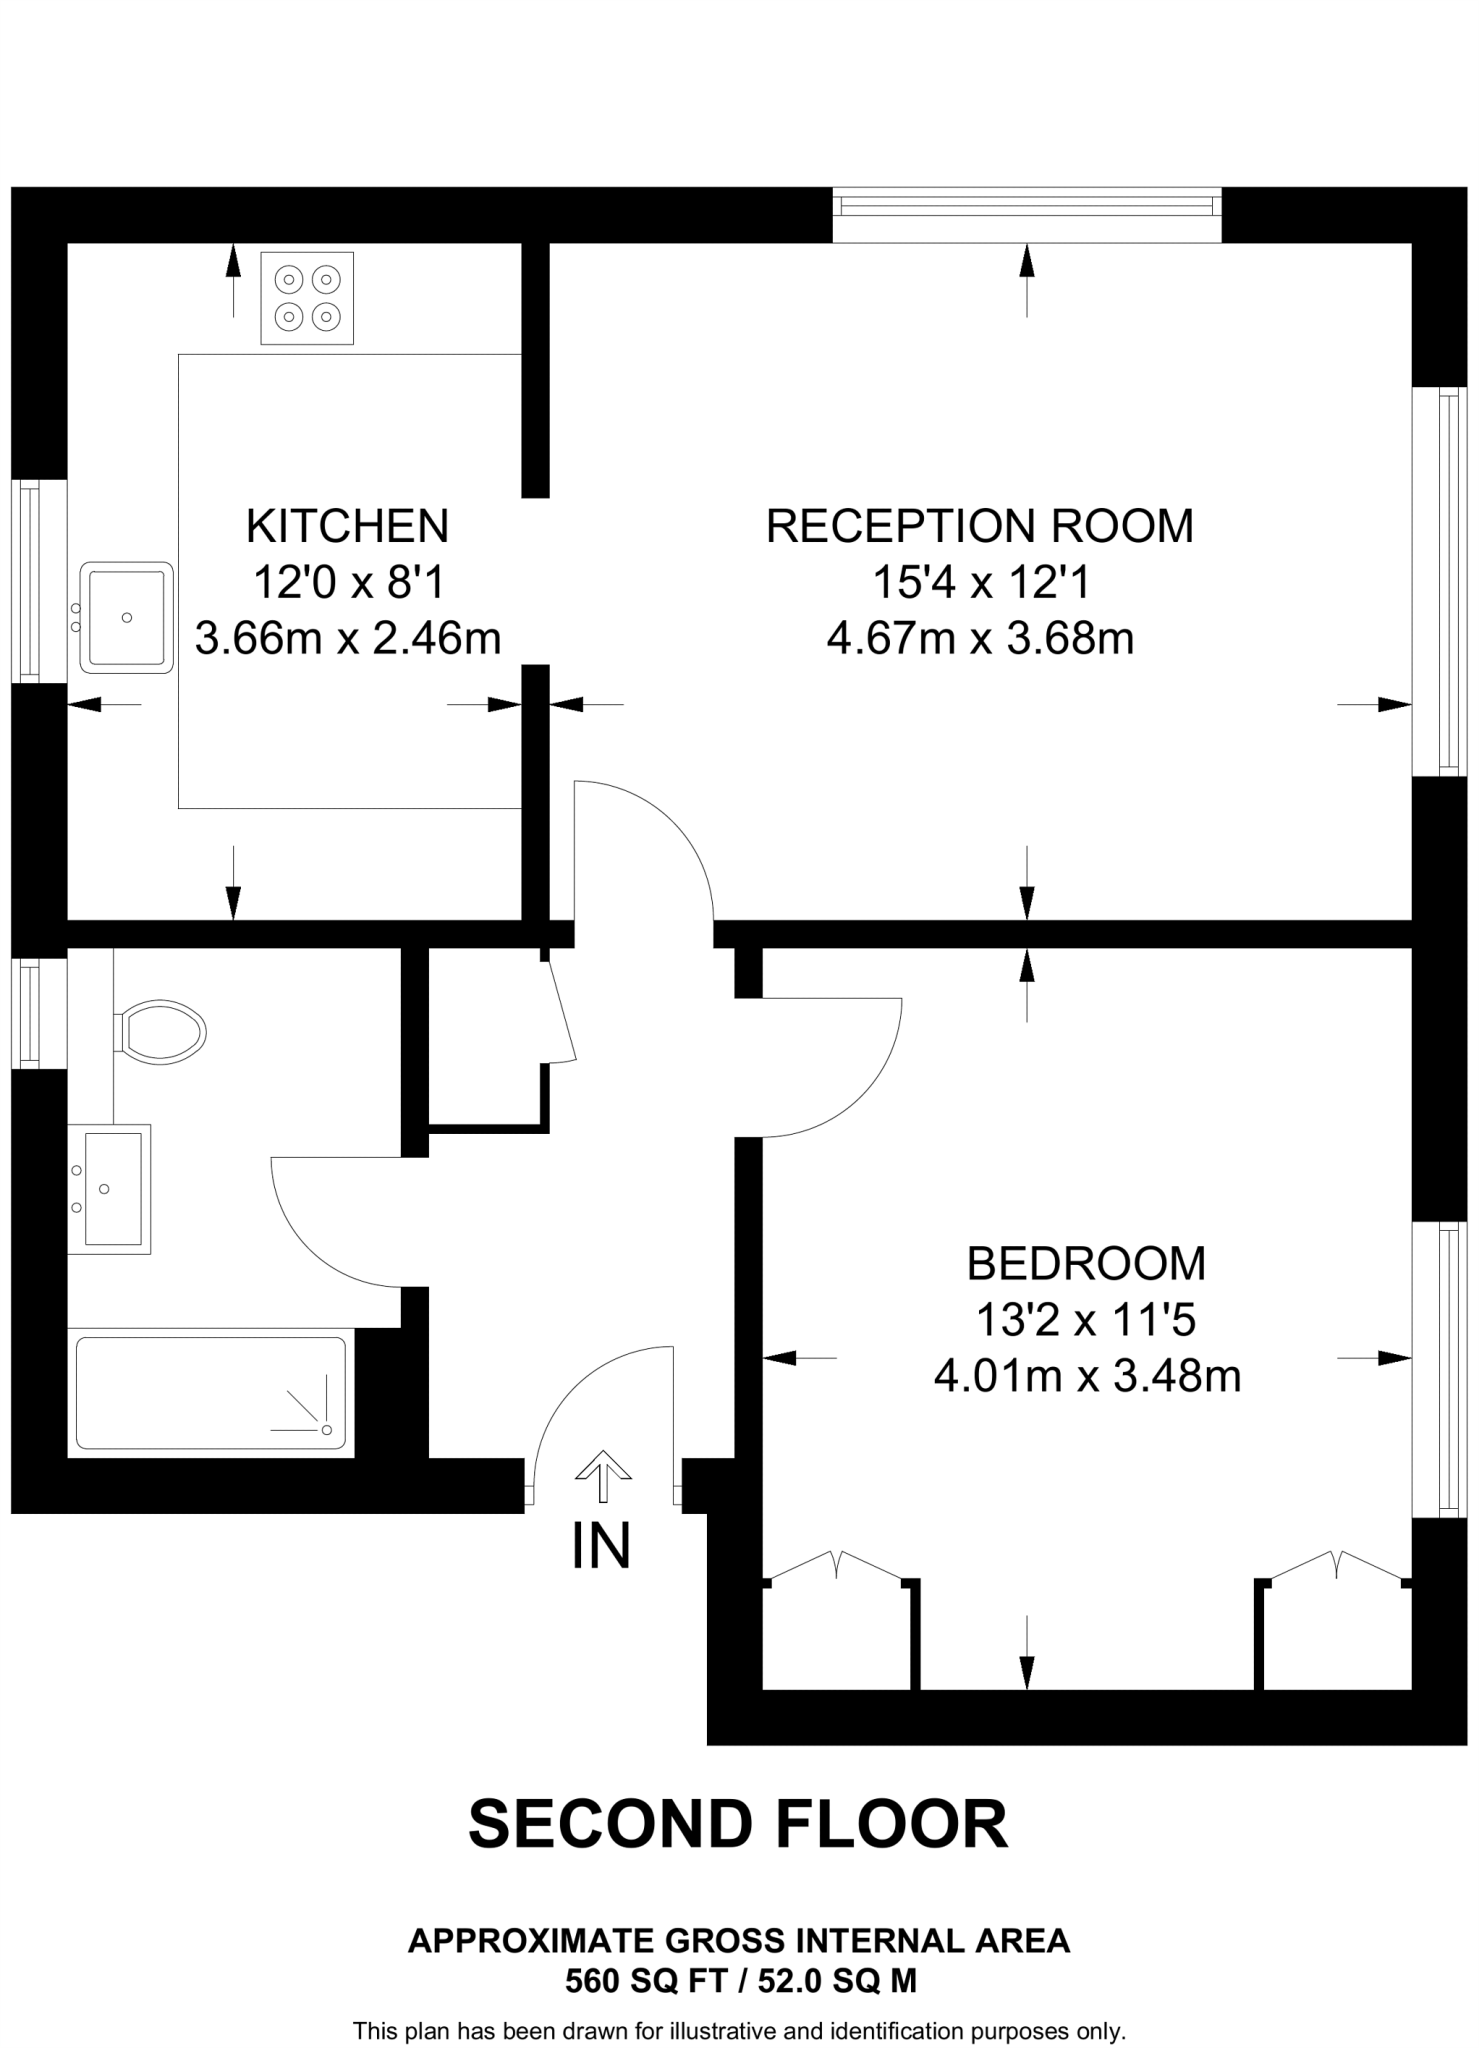 KITCHEN
12'0 x 8'1
3.66m x 2.46m
RECEPTION ROOM
15'4 x 12'1
4.67m x 3.68m
BEDROOM
13'2 x 11'5
4.01m x 3.48m
IN
SECOND FLOOR
APPROXIMATE GROSS INTERNAL AREA
560 SQ FT / 52.0 SQ M
This plan has been drawn for illustrative and identification purposes only.